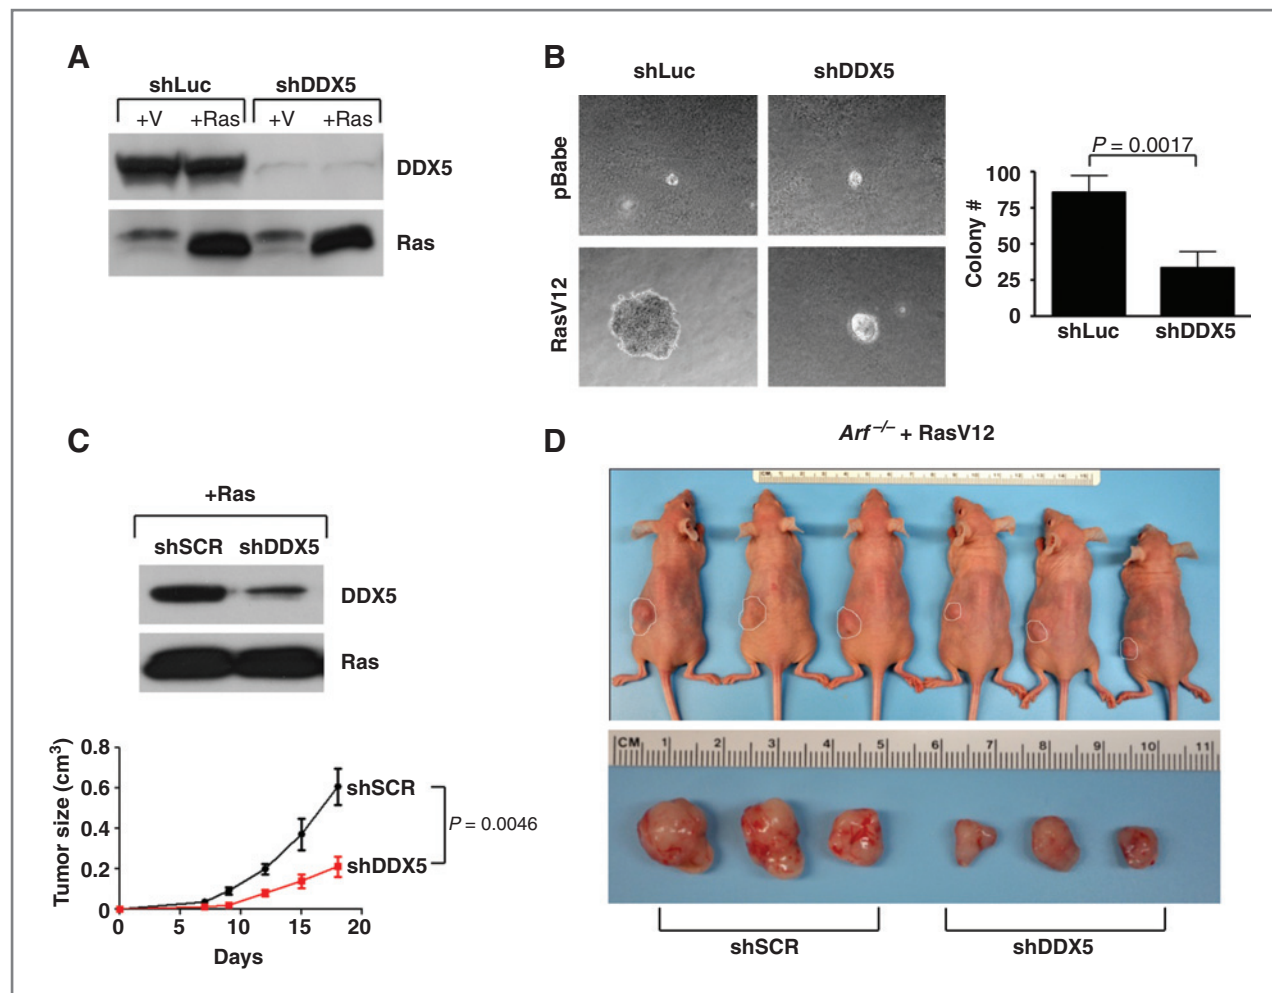 A
shLuc shDDX5
+V +Ras +V +Ras
DDX5
Ras
B
shLuc shDDX5
pBabe
RasV12
P = 0.0017
Colony #
100
75
50
25
0
shLuc shDDX5
C
+Ras
shSCR shDDX5
DDX5
Ras
Tumor size (cm³)
0.8
0.6
0.4
0.2
0
shSCR
P = 0.0046
shDDX5
0 5 10 15 20
Days
D
Arf –/– + RasV12
CM 1 2 3 4 5 6 7 8 9 10 11
shSCR shDDX5